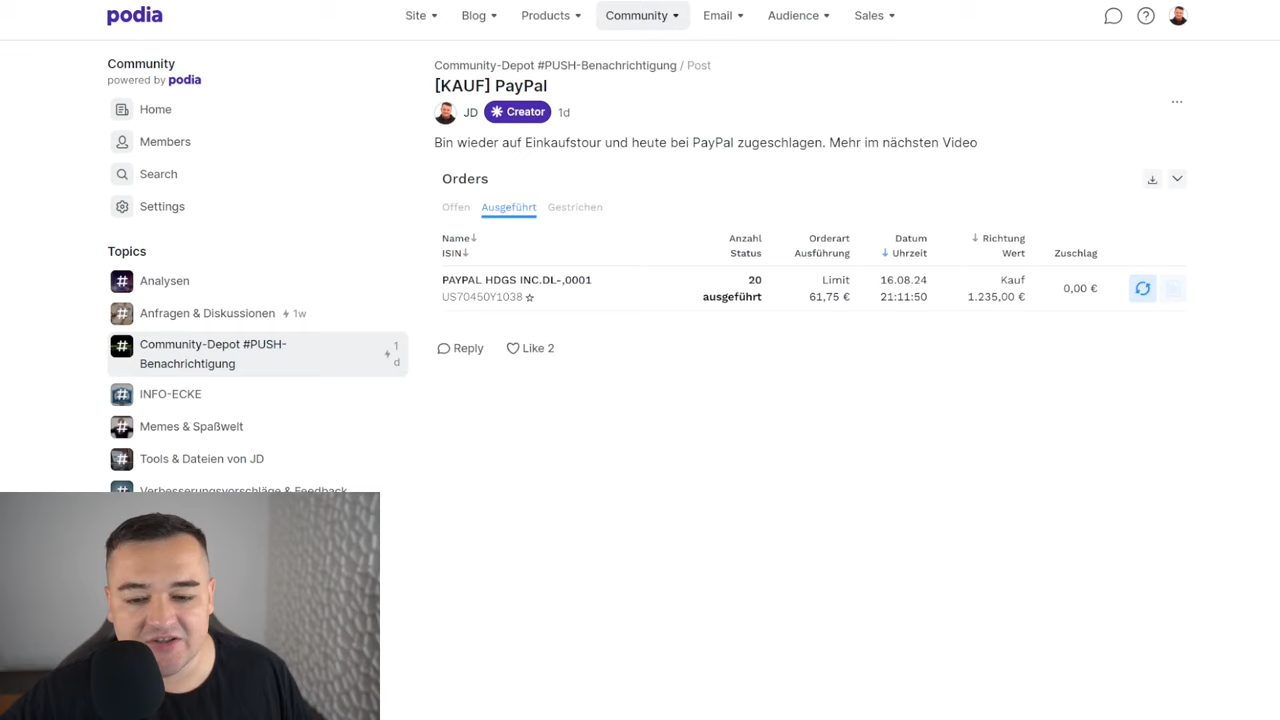 podia
Site
Blog
Products
Community
Email
Audience
Sales
Community
powered by podia
Home
Members
Search
Settings
Topics
Analysen
Anfragen & Diskussionen 1w
Community-Depot #PUSH-
Benachrichtigung
1
d
INFO-ECKE
Memes & Spaßwelt
Tools & Dateien von JD
Verbesserungsvorschläge & Feedback
Community-Depot #PUSH-Benachrichtigung / Post
[KAUF] PayPal
JD Creator 1d
Bin wieder auf Einkaufstour und heute bei PayPal zugeschlagen. Mehr im nächsten Video
Orders
Offen Ausgeführt Gestrichen
Name Anzahl Orderart Datum Richtung
ISIN Status Ausführung Uhrzeit Wert Zuschlag
PAYPAL HDGS INC.DL-,0001 20 Limit 16.08.24 Kauf
US70450Y1038 ausgeführt 61,75 € 21:11:50 1.235,00 € 0,00 €
Reply Like 2